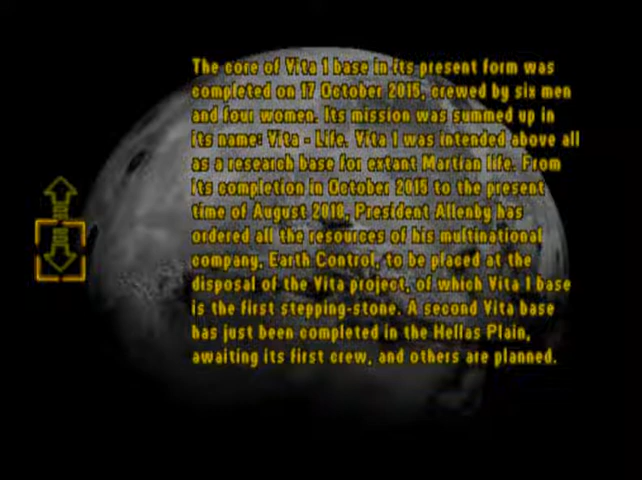 The core of Vita 1 base in its present form was
completed on 17 October 2015, crewed by six men
and four women. Its mission was summed up in
its name: Vita - Life. Vita 1 was intended above all
as a research base for extant Martian life. From
its completion in October 2015 to the present
time of August 2016, President Allenby has
ordered all the resources of his multinational
company, Earth Control, to be placed at the
disposal of the Vita project, of which Vita 1 base
is the first stepping-stone. A second Vita base
has just been completed in the Hellas Plain,
awaiting its first crew, and others are planned.